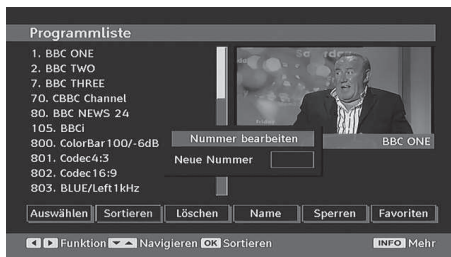 Programmliste
1. BBC ONE
2. BBC TWO
7. BBC THREE
70. CBBC Channel
80. BBC NEWS 24
105. BBCi
800. ColorBar100/-6dB
801. Codec4:3
802. Codec16:9
803. BLUE/Left1kHz
BBC ONE
Nummer bearbeiten
Neue Nummer
Auswählen Sortieren Löschen Name Sperren Favoriten
Funktion Navigieren OK Sortieren INFO Mehr